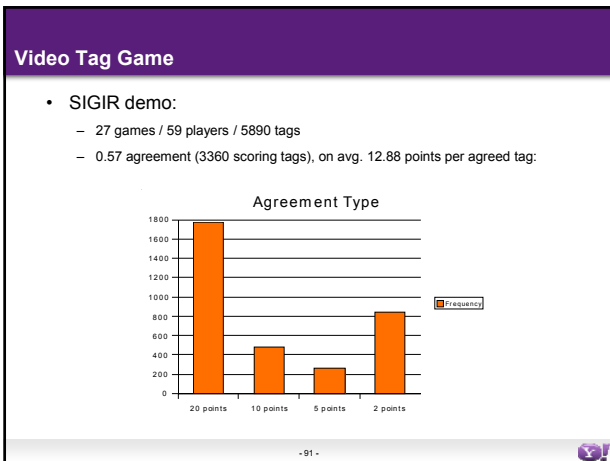 Video Tag Game
• SIGIR demo:
– 27 games / 59 players / 5890 tags
– 0.57 agreement (3360 scoring tags), on avg. 12.88 points per agreed tag:
Agreement Type
1800
1600
1400
1200
1000
800
600
400
200
0
Frequency
20 points 10 points 5 points 2 points
- 91 -
Y!